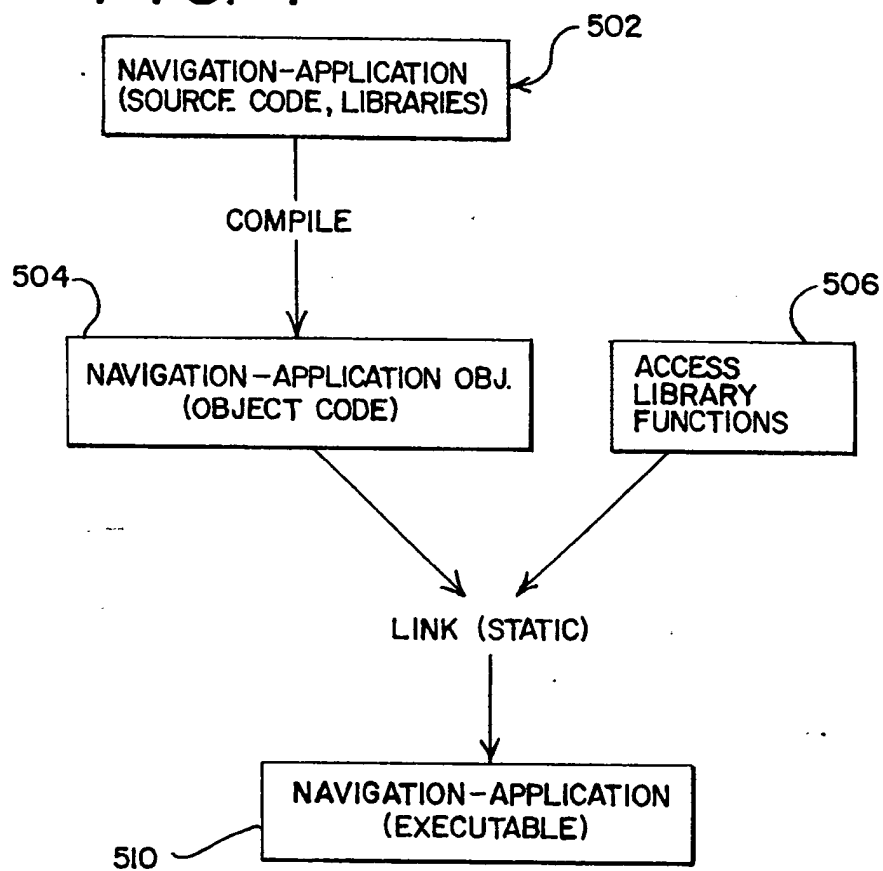 502
NAVIGATION-APPLICATION
(SOURCE CODE, LIBRARIES)
COMPILE
504
506
NAVIGATION-APPLICATION OBJ.
(OBJECT CODE)
ACCESS
LIBRARY
FUNCTIONS
LINK (STATIC)
NAVIGATION-APPLICATION
(EXECUTABLE)
510